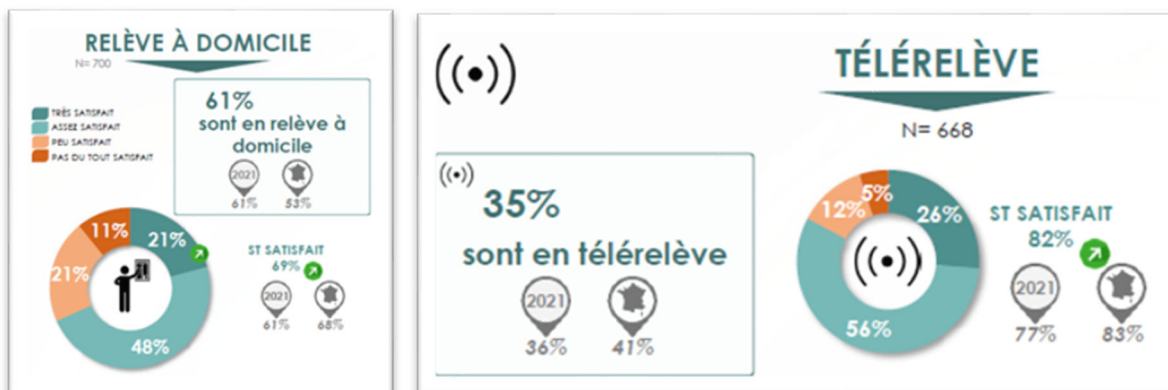 RELÈVE À DOMICILE
N= 700
TRÈS SATISFAIT
ASSEZ SATISFAIT
PEU SATISFAIT
PAS DU TOUT SATISFAIT
61%
sont en relève à
domicile
2021
61%
53%
11%
21%
21%
48%
ST SATISFAIT
69%
2021
61%
68%
TÉLÉRELÈVE
N= 668
35%
sont en télérelève
2021
36%
41%
5%
12%
26%
56%
ST SATISFAIT
82%
2021
77%
83%